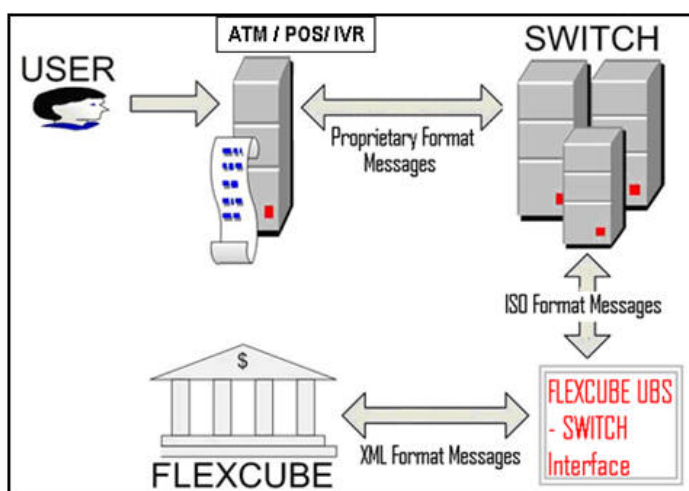 ATM / POS/ IVR
USER
SWITCH
Proprietary Format
Messages
ISO Format Messages
$
FLEXCUBE
XML Format Messages
FLEXCUBE UBS
- SWITCH
Interface